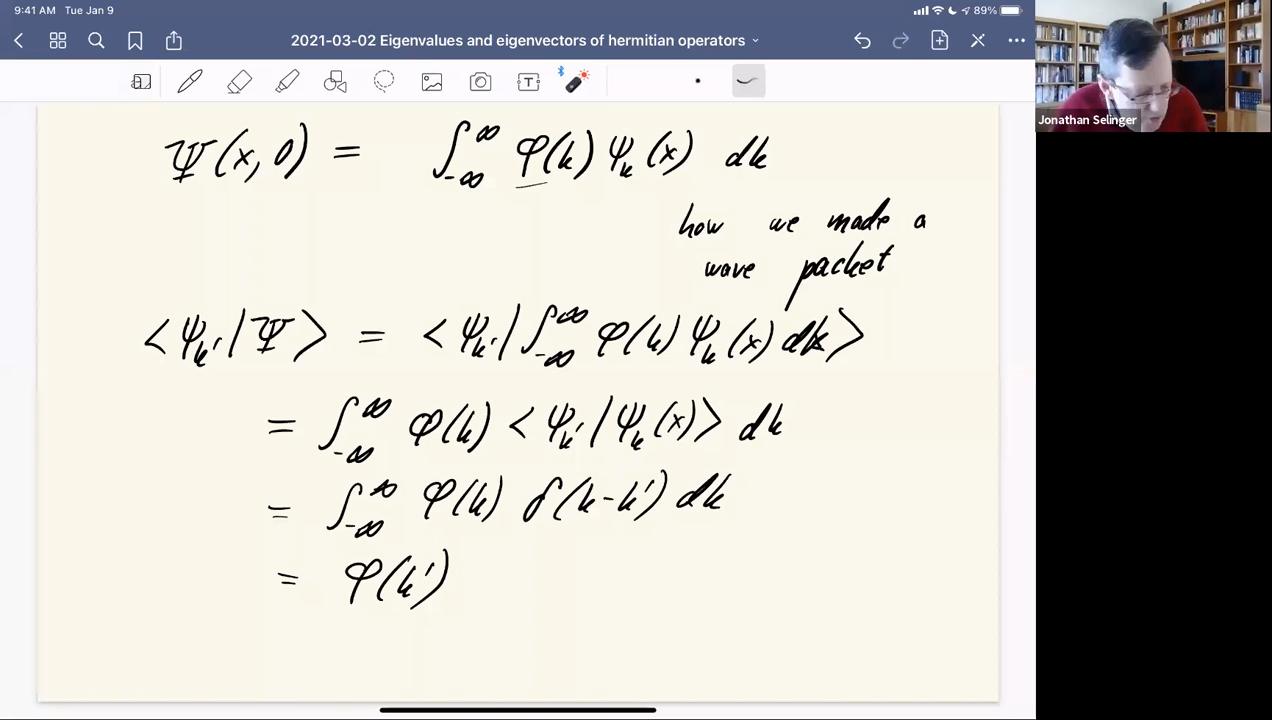 9:41 AM Tue Jan 9
89%
2021-03-02 Eigenvalues and eigenvectors of hermitian operators
T
Jonathan Selinger
Ψ(x, 0) = ∫_{-∞}^{∞} φ(k) ψ_k(x) dk
how we made a
wave packet
<ψ_{k'}|Ψ> = <ψ_{k'}|∫_{-∞}^{∞} φ(k) ψ_k(x) dk>
= ∫_{-∞}^{∞} φ(k) <ψ_{k'}|ψ_k(x)> dk
= ∫_{-∞}^{∞} φ(k) δ(k-k') dk
= φ(k')